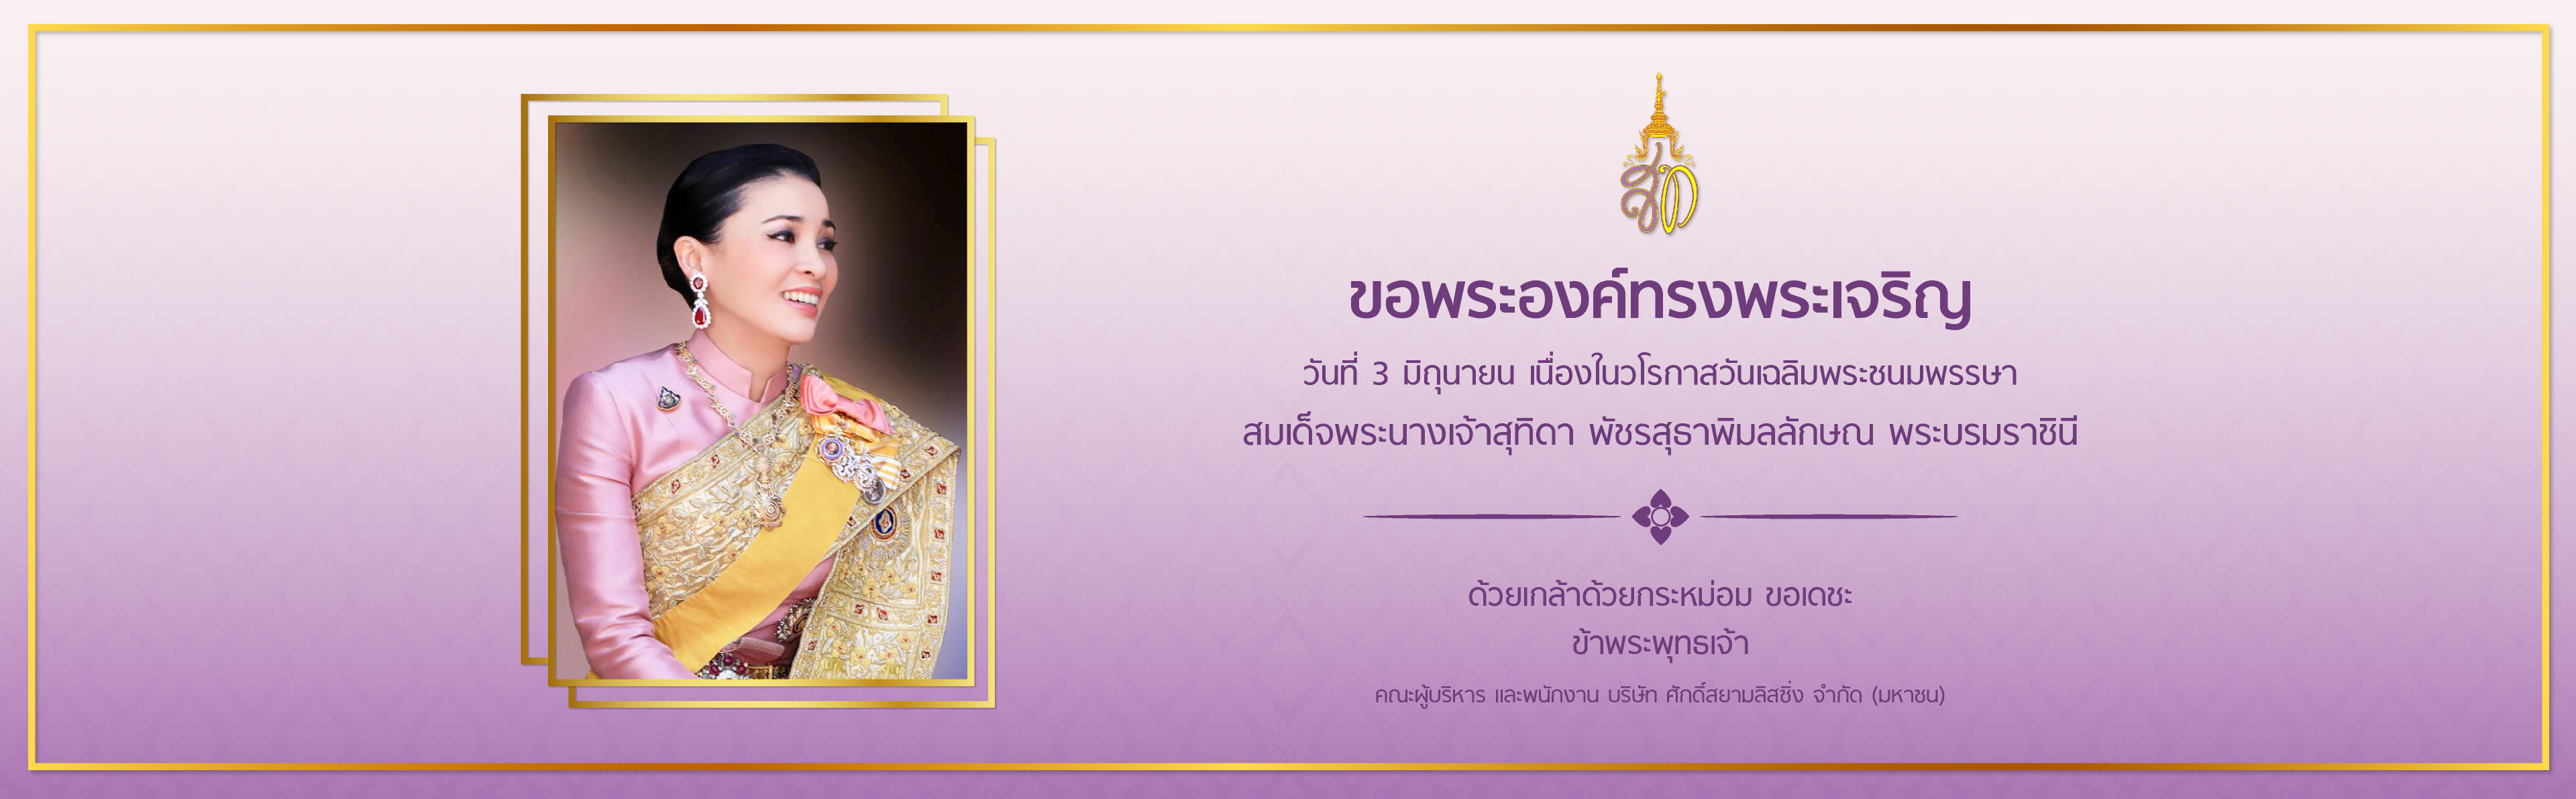 สท
ขอพระองค์ทรงพระเจริญ
วันที่ 3 มิถุนายน เนื่องในวโรกาสวันเฉลิมพระชนมพรรษา
สมเด็จพระนางเจ้าสุทิดา พัชรสุธาพิมลลักษณ พระบรมราชินี
ด้วยเกล้าด้วยกระหม่อม ขอเดชะ
ข้าพระพุทธเจ้า
คณะผู้บริหาร และพนักงาน บริษัท ศักดิ์สยามลิสซิ่ง จำกัด (มหาชน)